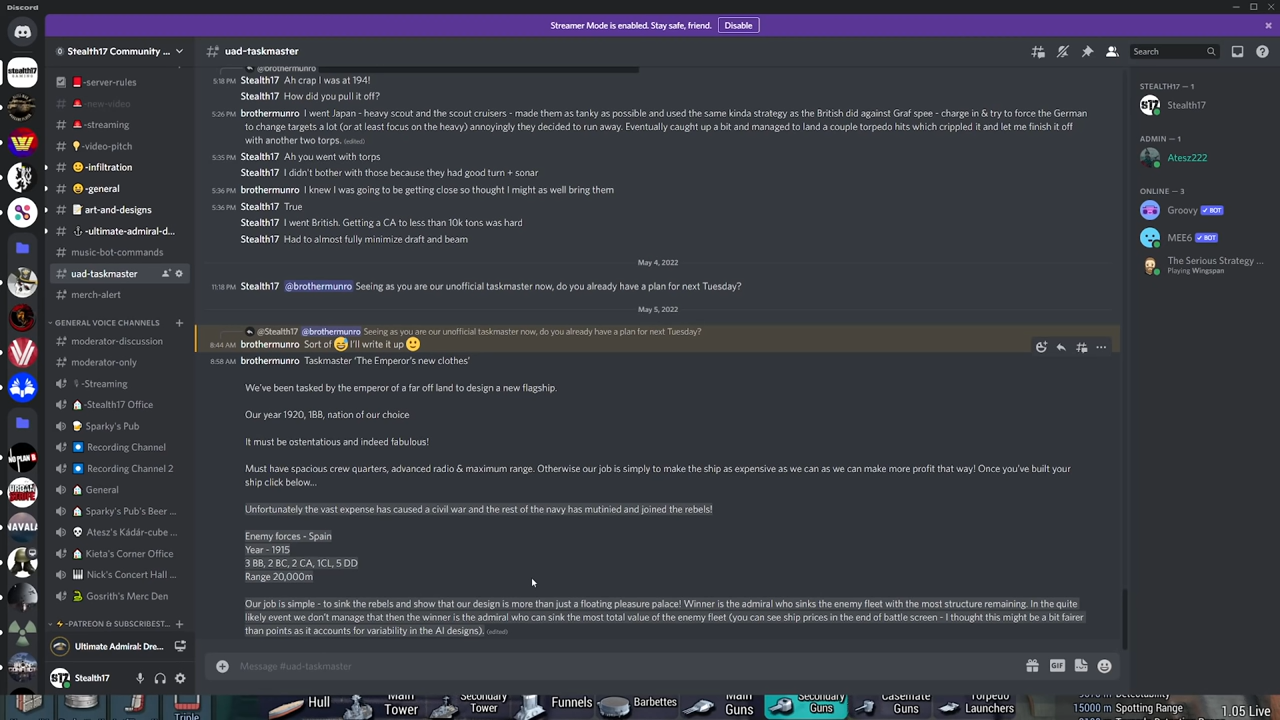 Discord
Streamer Mode is enabled. Stay safe, friend. Disable
Stealth17 Community ...
uad-taskmaster
Search
-server-rules
-new-video
-streaming
-video-pitch
-infiltration
-general
art-and-designs
-ultimate-admiral-d...
music-bot-commands
uad-taskmaster
merch-alert
GENERAL VOICE CHANNELS
moderator-discussion
moderator-only
-Streaming
-Stealth17 Office
Sparky's Pub
Recording Channel
Recording Channel 2
General
Sparky's Pub's Beer ...
Atesz's Kádár-cube ...
Kieta's Corner Office
Nick's Concert Hall ...
Gosrith's Merc Den
-PATREON & SUBSCRIBEST...
Ultimate Admiral: Dre...
Stealth17
@brothermunro
5:18 PM Stealth17 Ah crap I was at 194!
Stealth17 How did you pull it off?
5:26 PM brothermunro I went Japan - heavy scout and the scout cruisers - made them as tanky as possible and used the same kinda strategy as the British did against Graf spee - charge in & try to force the German
to change targets a lot (or at least focus on the heavy) annoyingly they decided to run away. Eventually caught up a bit and managed to land a couple torpedo hits which crippled it and let me finish it off
with another two torps. (edited)
5:35 PM Stealth17 Ah you went with torps
Stealth17 I didn't bother with those because they had good turn + sonar
5:36 PM brothermunro I knew I was going to be getting close so thought I might as well bring them
5:36 PM Stealth17 True
Stealth17 I went British. Getting a CA to less than 10k tons was hard
Stealth17 Had to almost fully minimize draft and beam
May 4, 2022
11:18 PM Stealth17 @brothermunro Seeing as you are our unofficial taskmaster now, do you already have a plan for next Tuesday?
May 5, 2022
@Stealth17 @brothermunro Seeing as you are our unofficial taskmaster now, do you already have a plan for next Tuesday?
8:44 AM brothermunro Sort of 😅 I'll write it up 🙂
8:58 AM brothermunro Taskmaster 'The Emperor's new clothes'
We've been tasked by the emperor of a far off land to design a new flagship.
Our year 1920, 1BB, nation of our choice
It must be ostentatious and indeed fabulous!
Must have spacious crew quarters, advanced radio & maximum range. Otherwise our job is simply to make the ship as expensive as we can as we can make more profit that way! Once you've built your
ship click below...
Unfortunately the vast expense has caused a civil war and the rest of the navy has mutinied and joined the rebels!
Enemy forces - Spain
Year - 1915
3 BB, 2 BC, 2 CA, 1CL, 5 DD
Range 20,000m
Our job is simple - to sink the rebels and show that our design is more than just a floating pleasure palace! Winner is the admiral who sinks the enemy fleet with the most structure remaining. In the quite
likely event we don't manage that then the winner is the admiral who can sink the most total value of the enemy fleet (you can see ship prices in the end of battle screen - I thought this might be a bit fairer
than points as it accounts for variability in the AI designs). (edited)
Message #uad-taskmaster
GIF
STEALTH17 — 1
Stealth17
ADMIN — 1
Atesz222
ONLINE — 3
Groovy BOT
MEE6 BOT
The Serious Strategy ...
Playing Wingspan
Triple
Hull
Main Tower
Secondary Tower
Funnels
Barbettes
Main Guns
Secondary Guns
Casemate Guns
Torpedo Launchers
Detectability
15000 m Spotting Range
1.05 Live